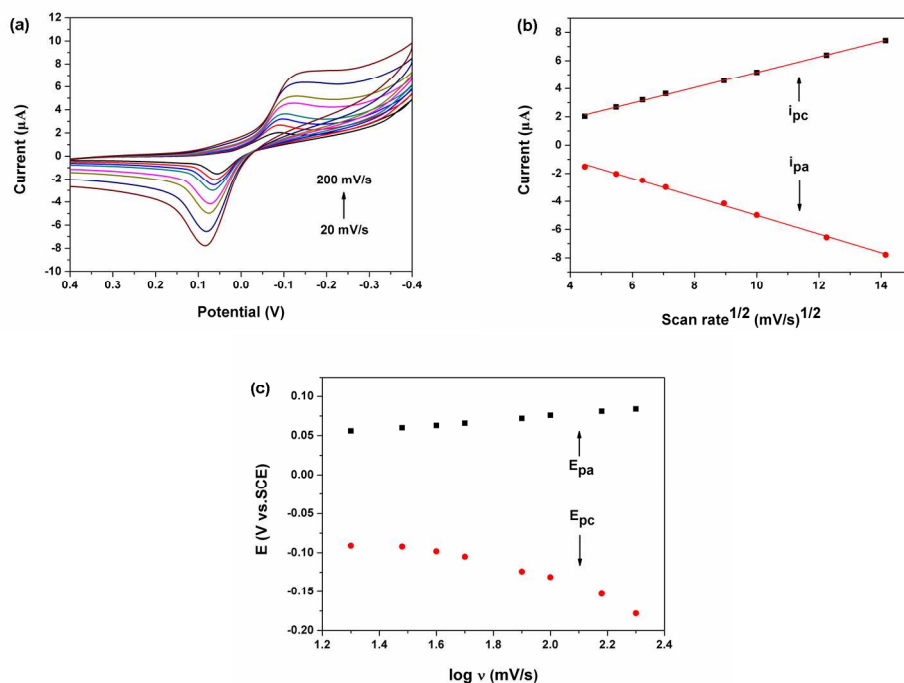 (a)
12
10
8
6
4
2
0
-2
-4
-6
-8
-10
Current (µA)
200 mV/s
20 mV/s
0.4 0.3 0.2 0.1 0.0 -0.1 -0.2 -0.3 -0.4
Potential (V)
(b)
8
4
0
-4
-8
Current (µA)
ipc
ipa
4 6 8 10 12 14
Scan rate1/2 (mV/s)1/2
(c)
0.10
0.05
0.00
-0.05
-0.10
-0.15
-0.20
E (V vs.SCE)
Epa
Epc
1.2 1.4 1.6 1.8 2.0 2.2 2.4
log ν (mV/s)